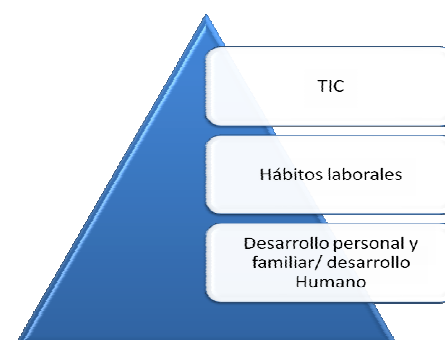 TIC
Hábitos laborales
Desarrollo personal y
familiar/ desarrollo
Humano